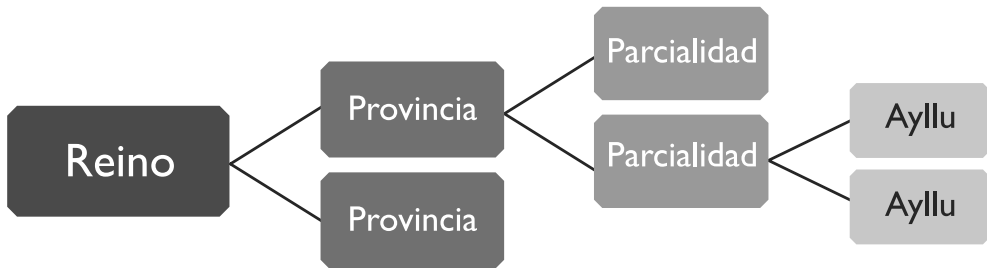 Reino
Provincia
Provincia
Parcialidad
Parcialidad
Ayllu
Ayllu